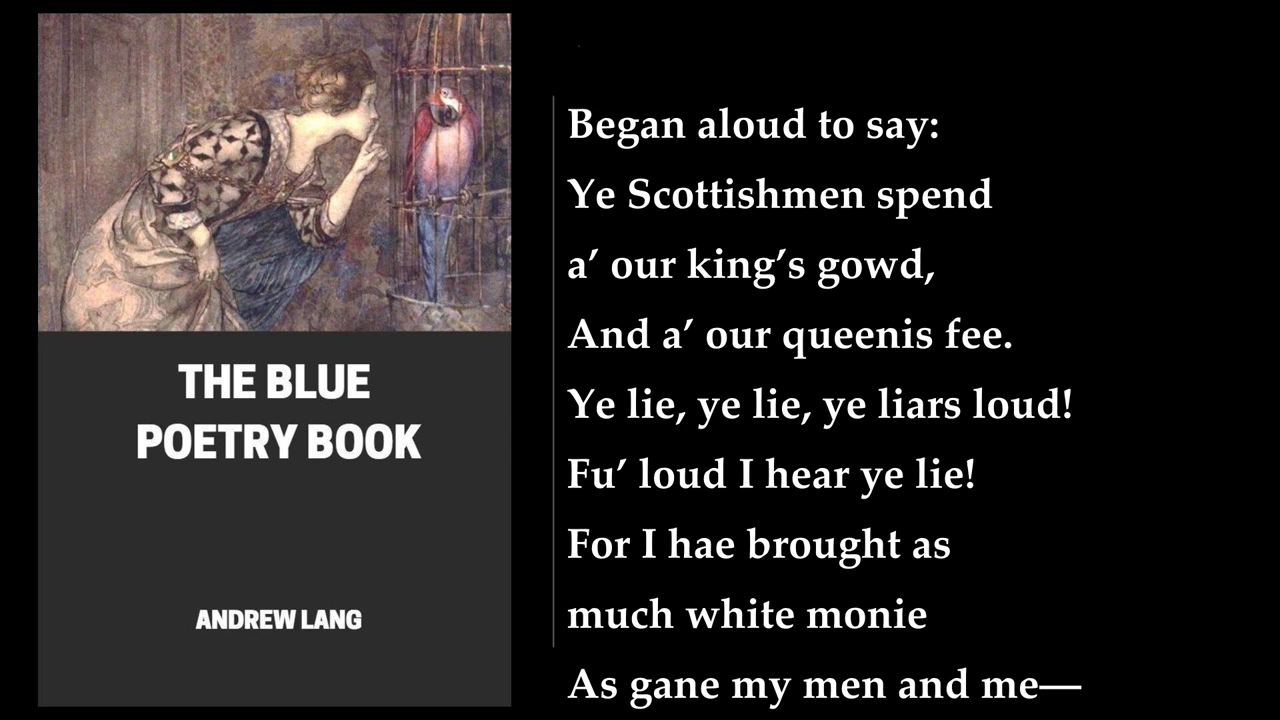 THE BLUE
POETRY BOOK
ANDREW LANG
Began aloud to say:
Ye Scottishmen spend
a’ our king’s gowd,
And a’ our queenis fee.
Ye lie, ye lie, ye liars loud!
Fu’ loud I hear ye lie!
For I hae brought as
much white monie
As gane my men and me—